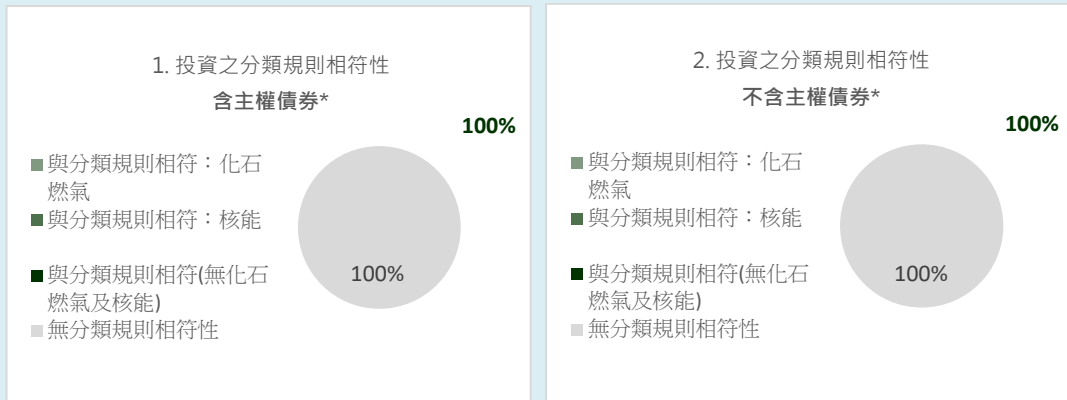 1. 投資之分類規則相符性
含主權債券*
100%
與分類規則相符：化石
燃氣
與分類規則相符：核能
與分類規則相符(無化石
燃氣及核能)
無分類規則相符性
100%
2. 投資之分類規則相符性
不含主權債券*
100%
與分類規則相符：化石
燃氣
與分類規則相符：核能
與分類規則相符(無化石
燃氣及核能)
無分類規則相符性
100%